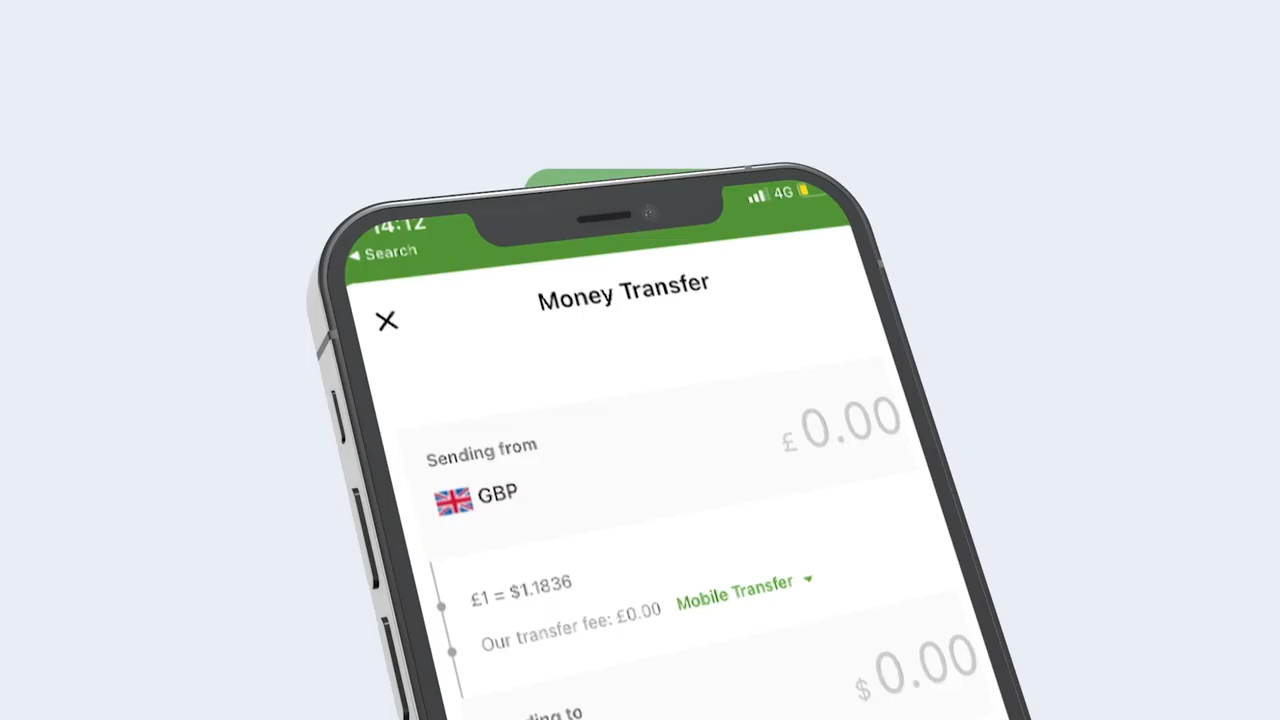 14:12
4G
◀ Search
Money Transfer
Sending from
£ 0.00
GBP
£1 = $1.1836
Our transfer fee: £0.00 Mobile Transfer
$ 0.00
to